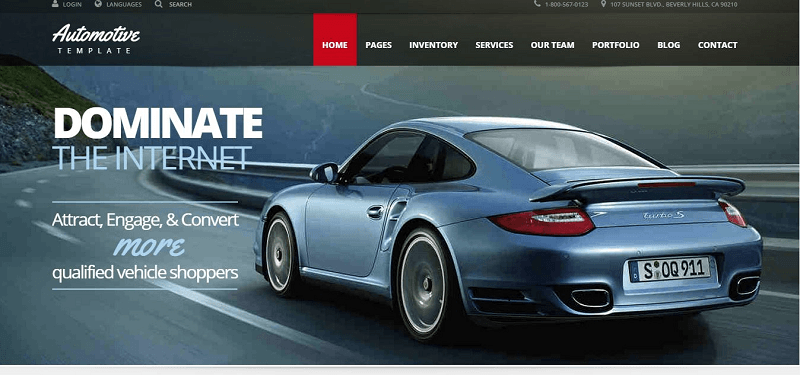 LOGIN LANGUAGES SEARCH 1-800-567-0123 107 SUNSET BLVD., BEVERLY HILLS, CA 90210
Automotive
TEMPLATE
HOME PAGES INVENTORY SERVICES OUR TEAM PORTFOLIO BLOG CONTACT
DOMINATE
THE INTERNET
Attract, Engage, & Convert
more
qualified vehicle shoppers
turbo S
S OQ 911